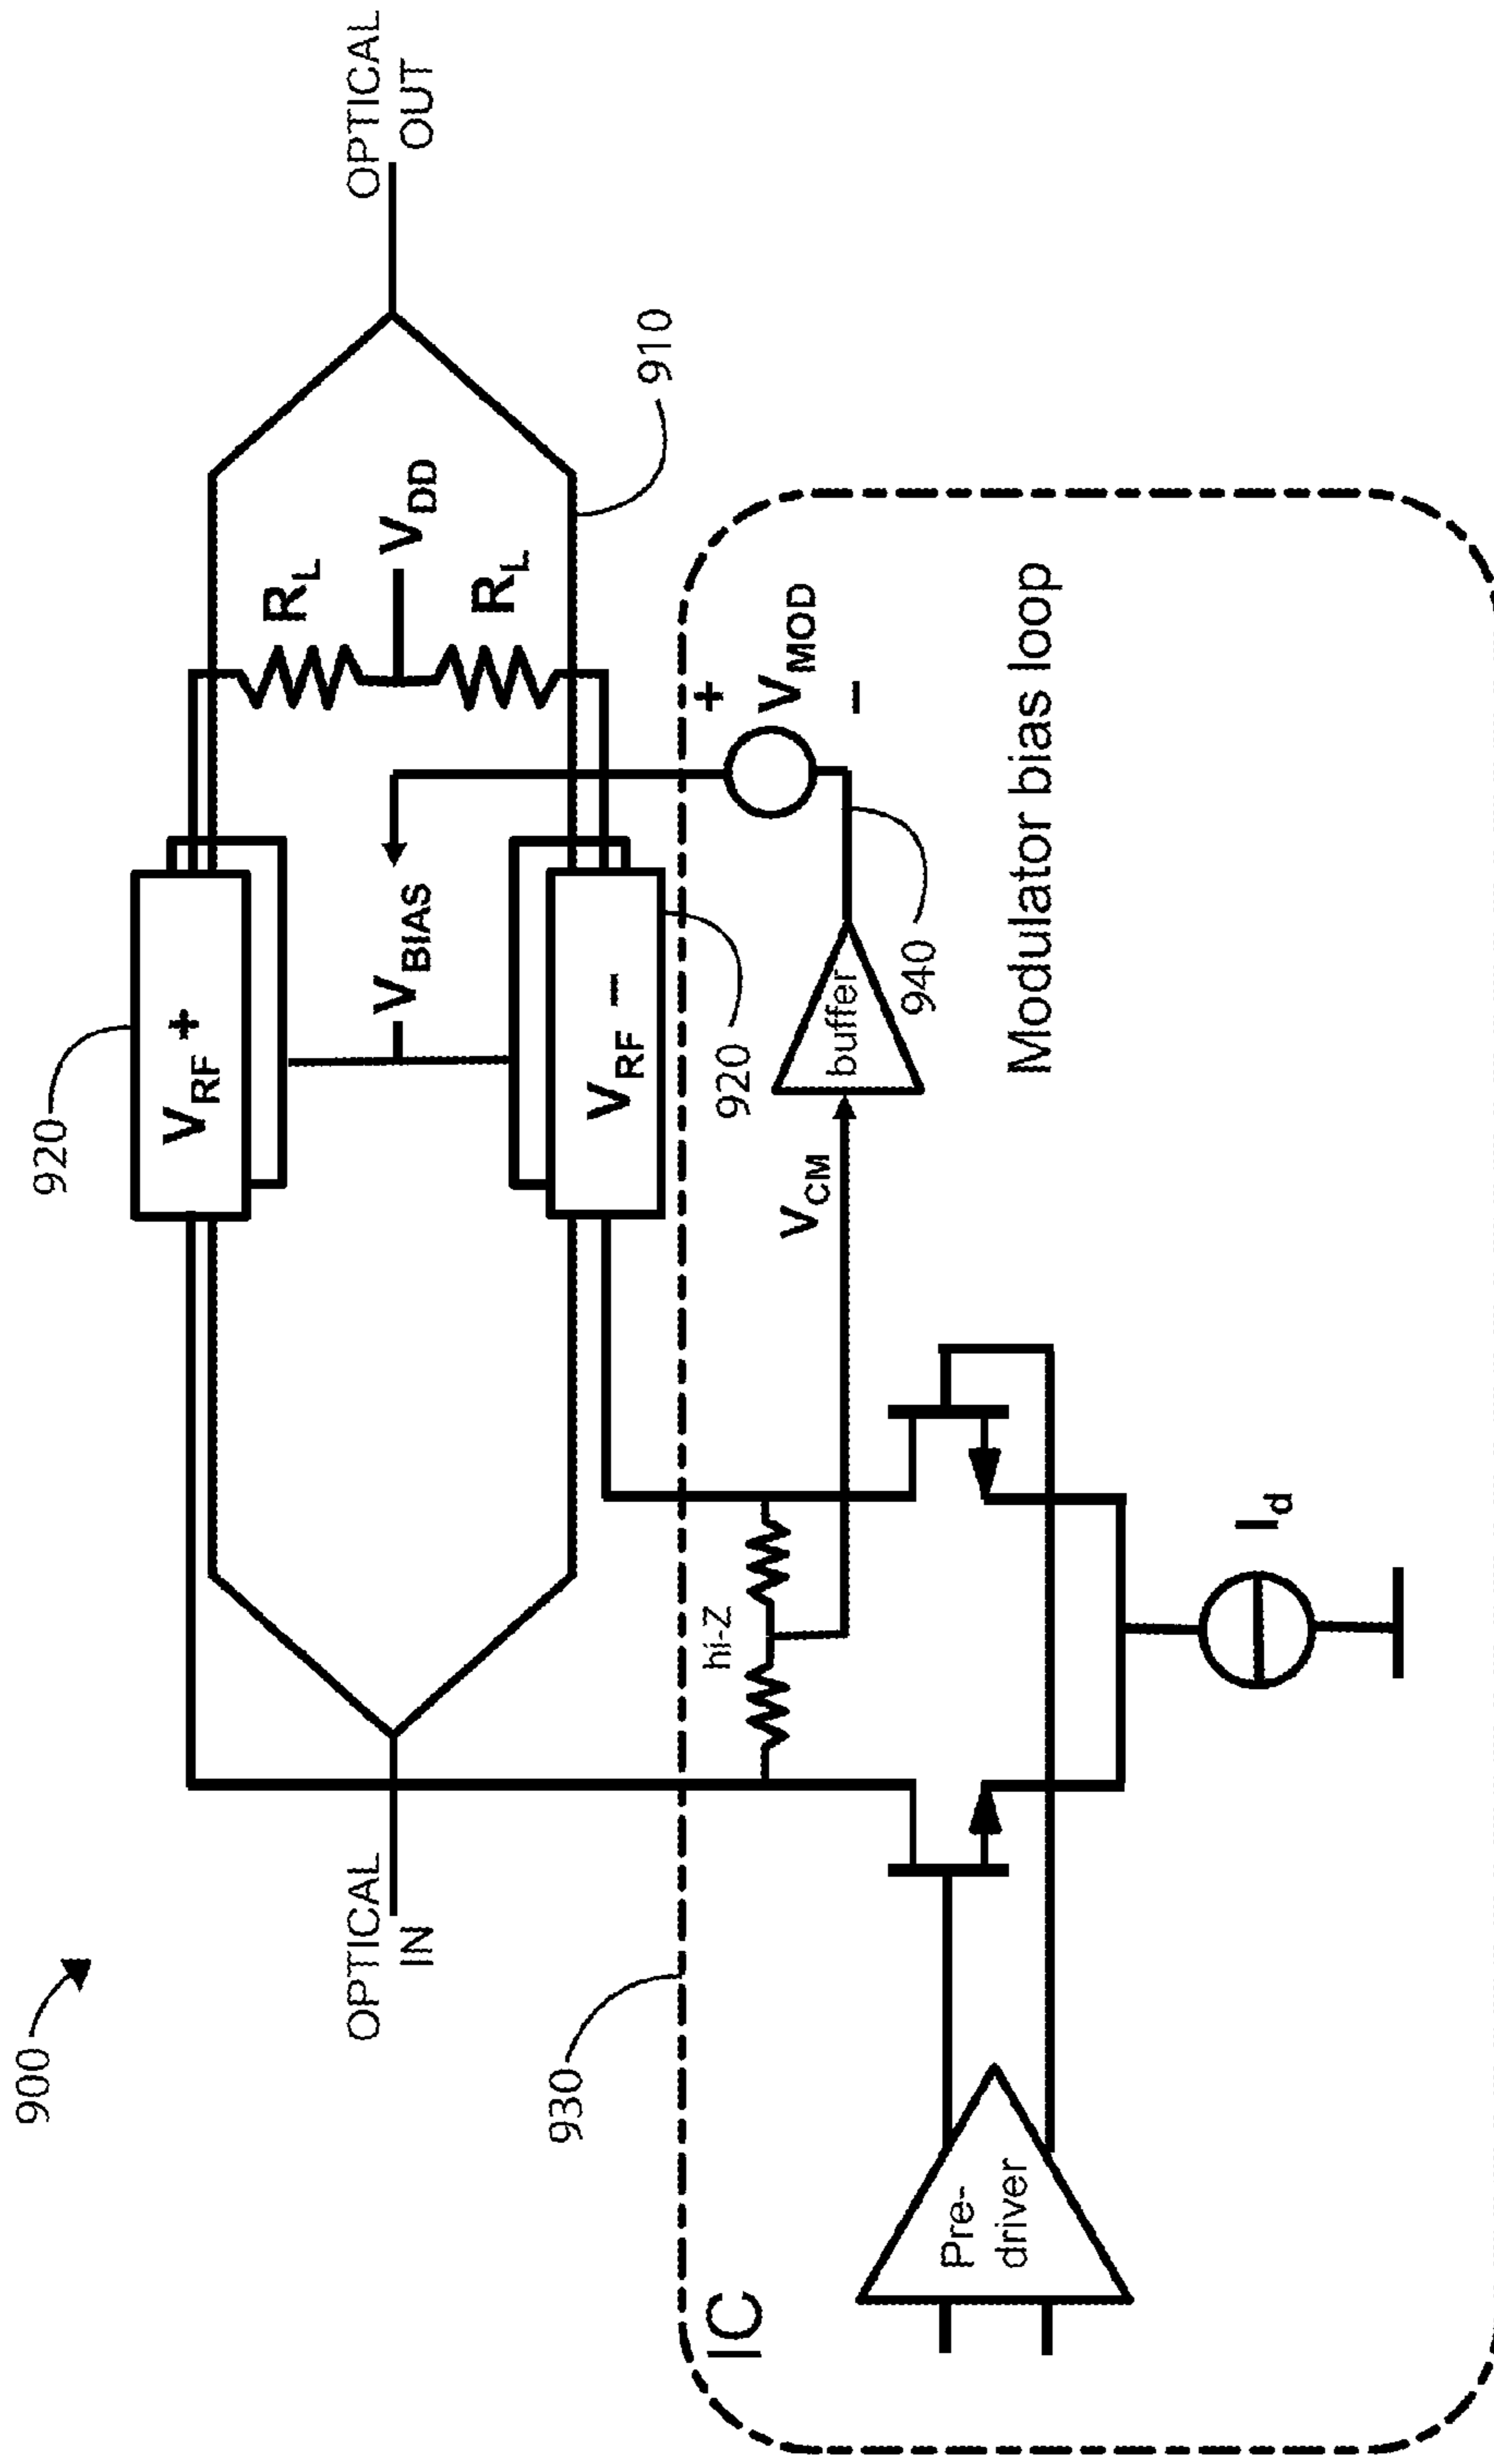 900
OPTICAL
IN
OPTICAL
OUT
920
V_RF +
V_BIAS
V_RF −
920
R_L
V_DD
R_L
910
930
IC
hi-Z
V_CM
buffer
940
+
V_MOD
−
Modulator bias loop
Pre-
driver
I_d